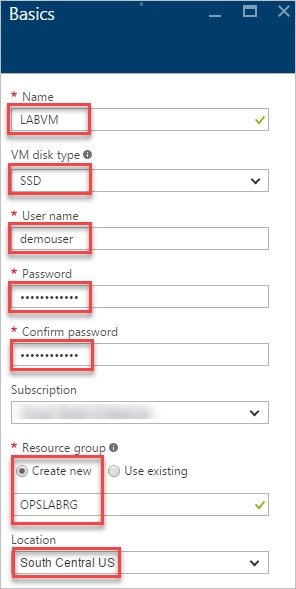 Basics
* Name
LABVM
VM disk type
SSD
* User name
demouser
* Password
••••••••••••
* Confirm password
••••••••••••
Subscription
* Resource group
Create new Use existing
OPSLABRG
Location
South Central US